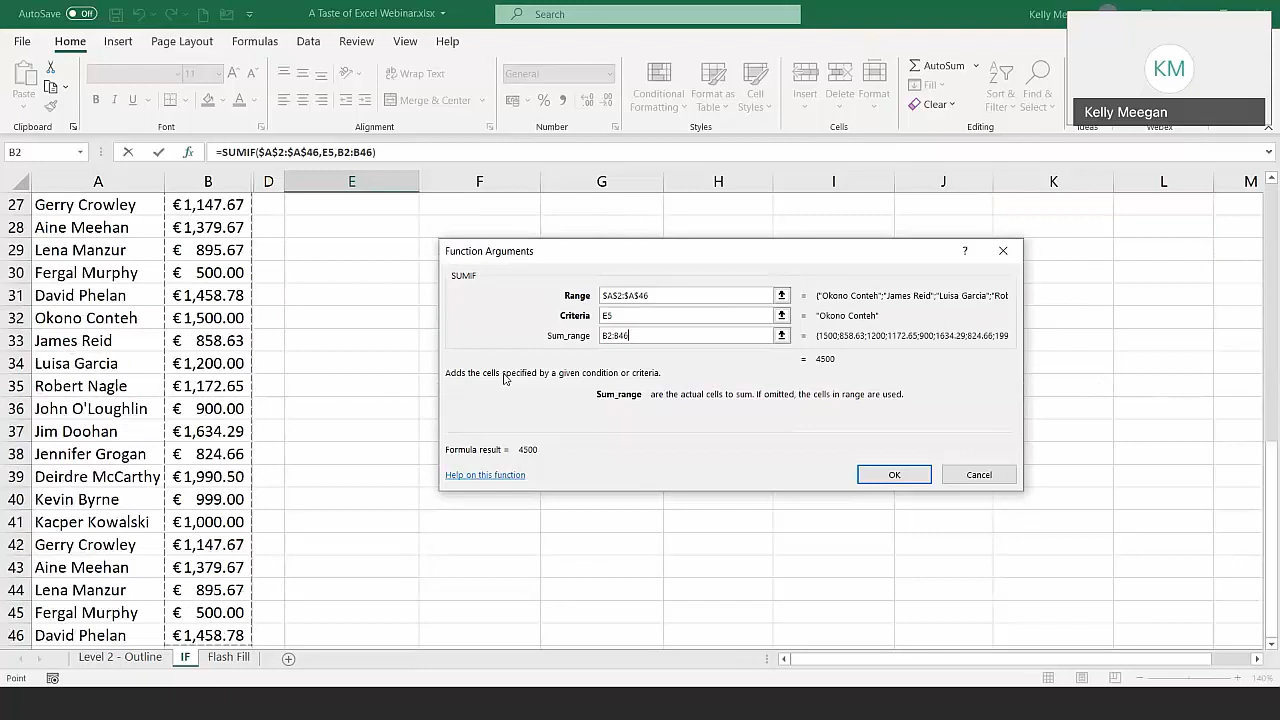 AutoSave Off A Taste of Excel Webinar.xlsx Search Kelly Me
File Home Insert Page Layout Formulas Data Review View Help
KM
Kelly Meegan
Paste
11
B I U
Wrap Text
Merge & Center
General
Conditional Formatting
Format as Table
Cell Styles
Insert Delete Format
AutoSum
Fill
Clear
Sort & Filter
Find & Select
Clipboard Font Alignment Number Styles Cells Editing Ideas Webex
B2 fx =SUMIF($A$2:$A$46,E5,B2:B46)
A B D E F G H I J K L M
27 Gerry Crowley € 1,147.67
28 Aine Meehan € 1,379.67
29 Lena Manzur € 895.67
30 Fergal Murphy € 500.00
31 David Phelan € 1,458.78
32 Okono Conteh € 1,500.00
33 James Reid € 858.63
34 Luisa Garcia € 1,200.00
35 Robert Nagle € 1,172.65
36 John O'Loughlin € 900.00
37 Jim Doohan € 1,634.29
38 Jennifer Grogan € 824.66
39 Deirdre McCarthy € 1,990.50
40 Kevin Byrne € 999.00
41 Kacper Kowalski € 1,000.00
42 Gerry Crowley € 1,147.67
43 Aine Meehan € 1,379.67
44 Lena Manzur € 895.67
45 Fergal Murphy € 500.00
46 David Phelan € 1,458.78
Function Arguments ?
SUMIF
Range $A$2:$A$46 = {"Okono Conteh";"James Reid";"Luisa Garcia";"Rob
Criteria E5 = "Okono Conteh"
Sum_range B2:B46 = {1500;858.63;1200;1172.65;900;1634.29;824.66;199
= 4500
Adds the cells specified by a given condition or criteria.
Sum_range are the actual cells to sum. If omitted, the cells in range are used.
Formula result = 4500
Help on this function OK Cancel
Level 2 - Outline IF Flash Fill
Point 140%